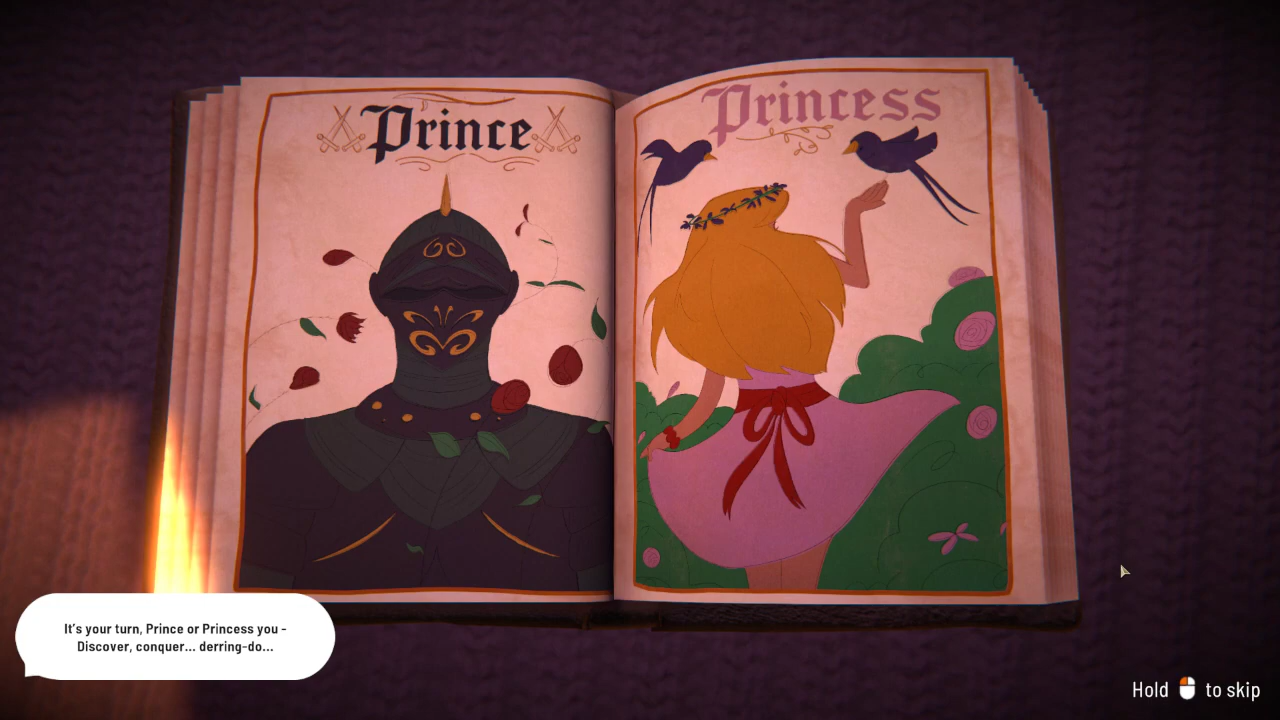 Prince
Princess
It's your turn, Prince or Princess you -
Discover, conquer... derring-do...
Hold to skip